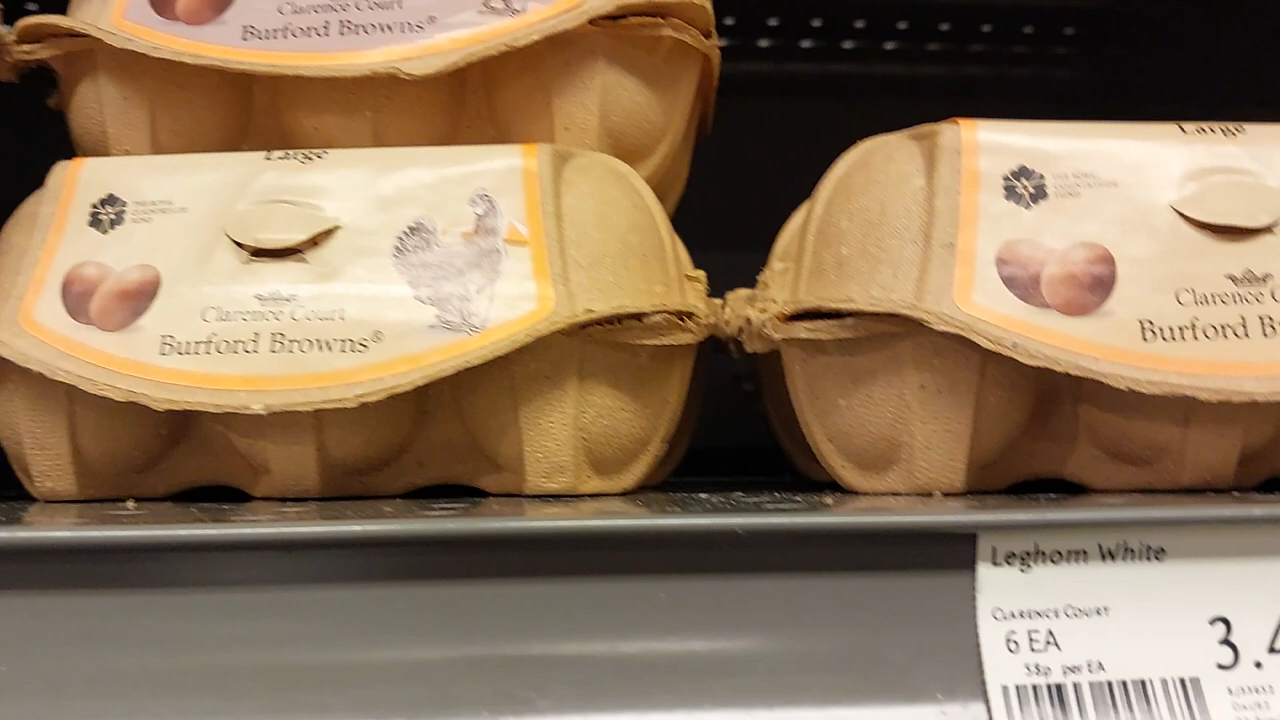 Clarence Court
Burford Browns®
Large
Clarence Court
Burford Browns®
Large
Clarence
Burford B
Leghorn White
CLARENCE COURT
6 EA
58p per EA
3.4